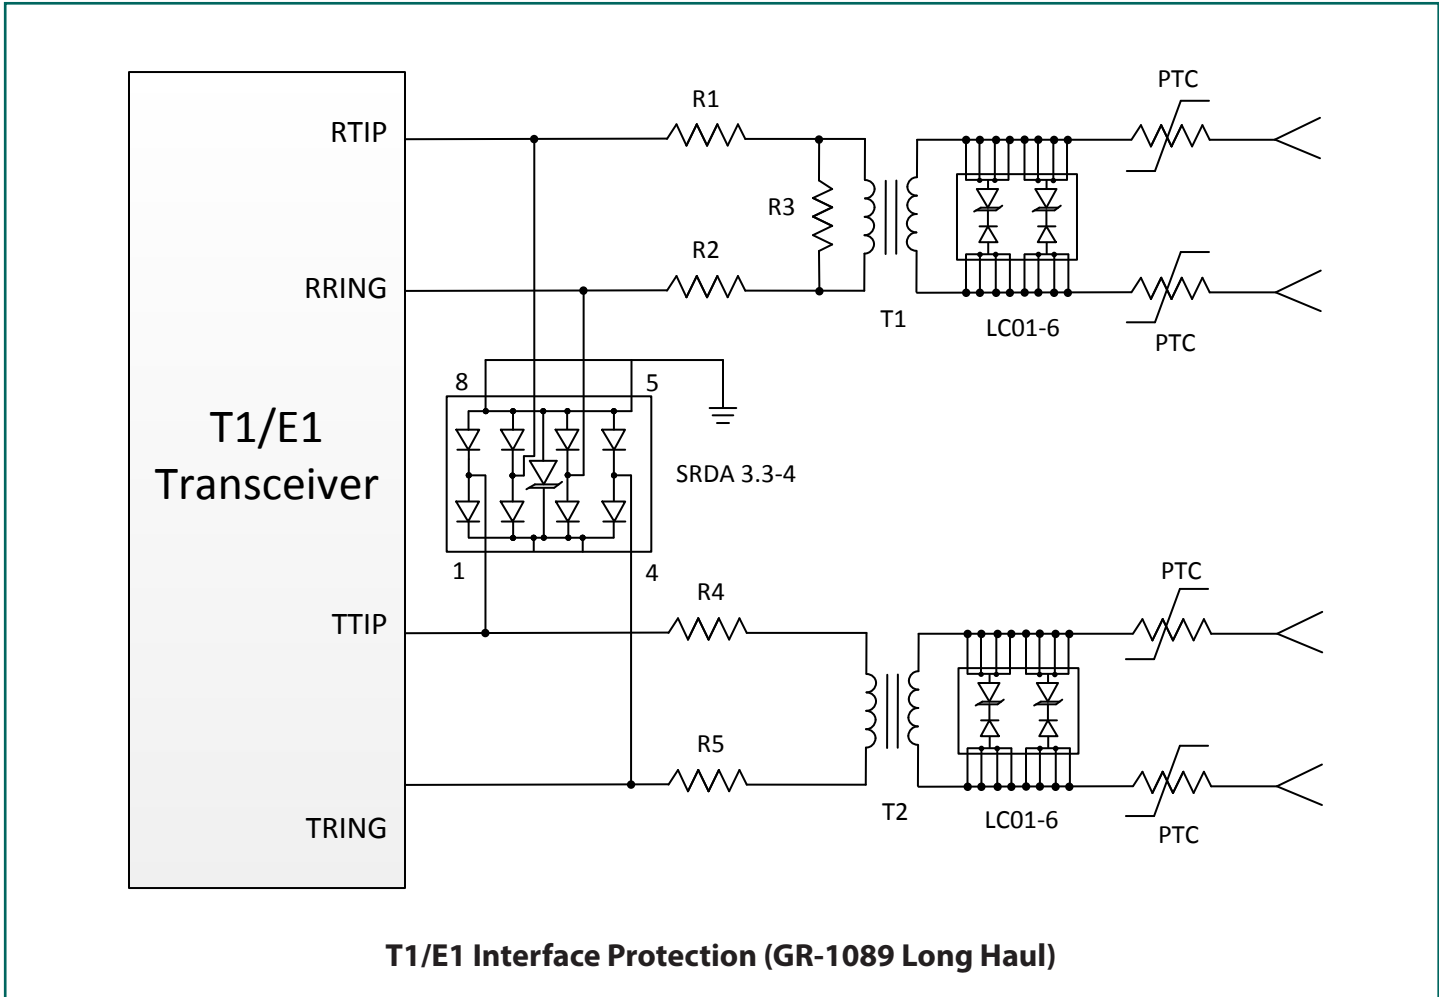 PTC
R1
RTIP
R3
R2
RRING
T1
LC01-6
PTC
8
5
T1/E1
Transceiver
SRDA 3.3-4
1
4
PTC
R4
TTIP
R5
T2
LC01-6
TRING
PTC
T1/E1 Interface Protection (GR-1089 Long Haul)